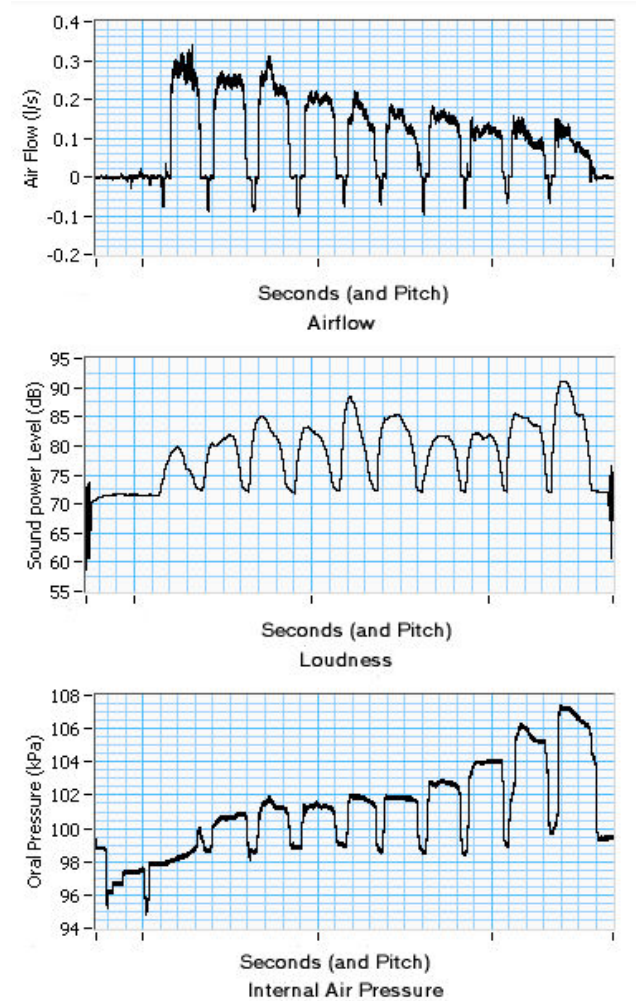 0.4
0.3
0.2
0.1
0
-0.1
-0.2
Air Flow (l/s)
Seconds (and Pitch)
Airflow
95
90
85
80
75
70
65
60
55
Sound power Level (dB)
Seconds (and Pitch)
Loudness
108
106
104
102
100
98
96
94
Oral Pressure (kPa)
Seconds (and Pitch)
Internal Air Pressure